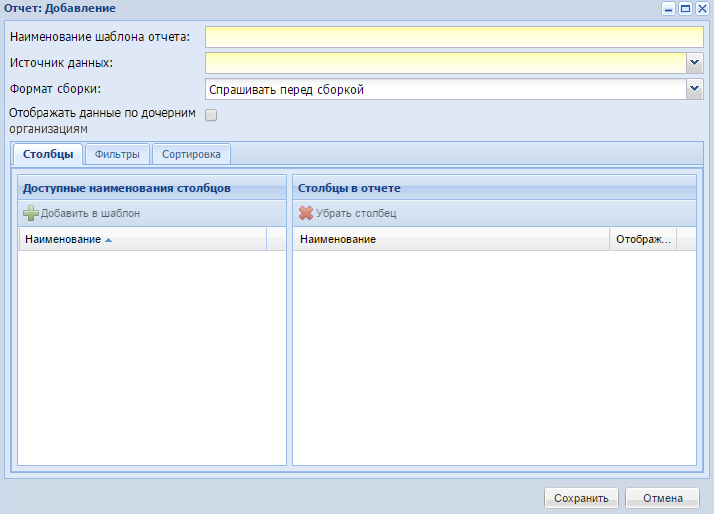 Отчет: Добавление
Наименование шаблона отчета:
Источник данных:
Формат сборки:
Спрашивать перед сборкой
Отображать данные по дочерним
организациям
Столбцы
Фильтры
Сортировка
Доступные наименования столбцов
Столбцы в отчете
Добавить в шаблон
Убрать столбец
Наименование
Наименование
Отображ...
Сохранить
Отмена